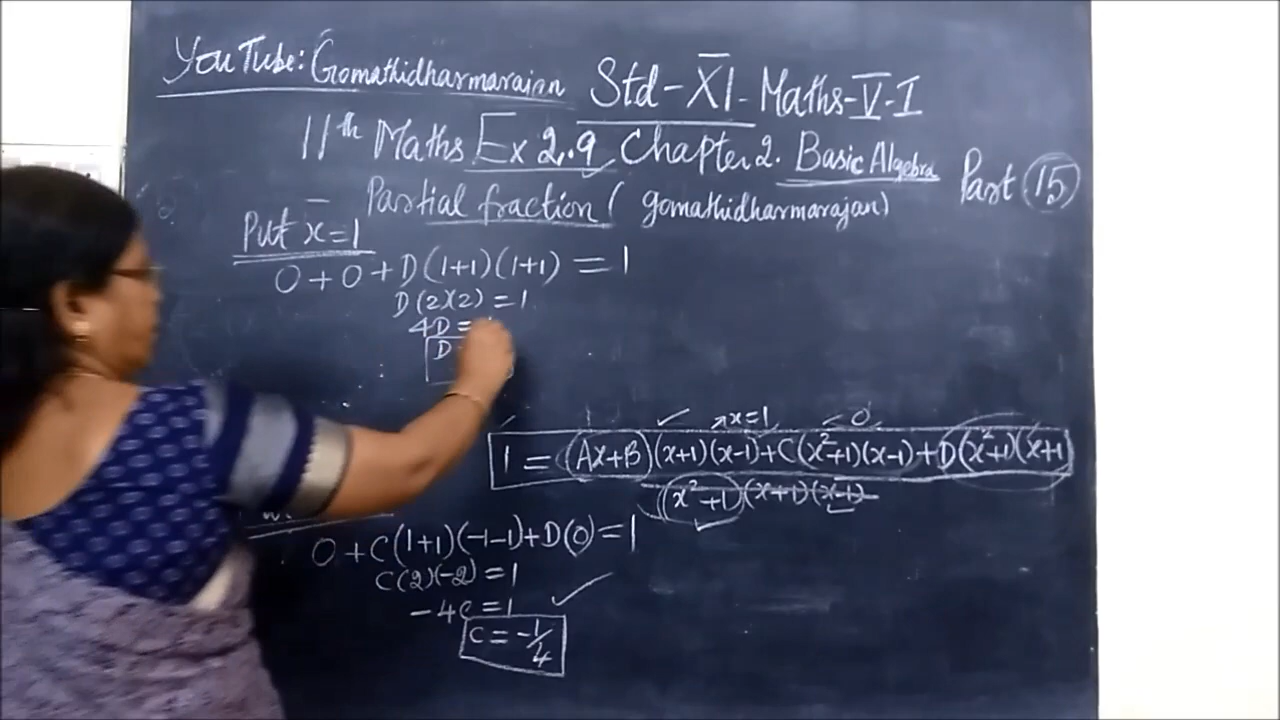 YouTube: Gomathidharmarajan Std-XI-Maths-V-I
11th Maths Ex 2.9 Chapter 2. Basic Algebra Part 15
Partial fraction (gomathidharmarajan)
Put x=1
0+0+D(1+1)(1+1) = 1
D(2)(2) = 1
4D =
D
x=1 0
1 = (Ax+B)(x+1)(x-1)+C(x²+1)(x-1)+D(x²+1)(x+1)
(x²+1)(x+1)(x-1)
0+C(1+1)(-1-1)+D(0)=1
C(2)(-2) = 1
-4C = 1
C = -1/4